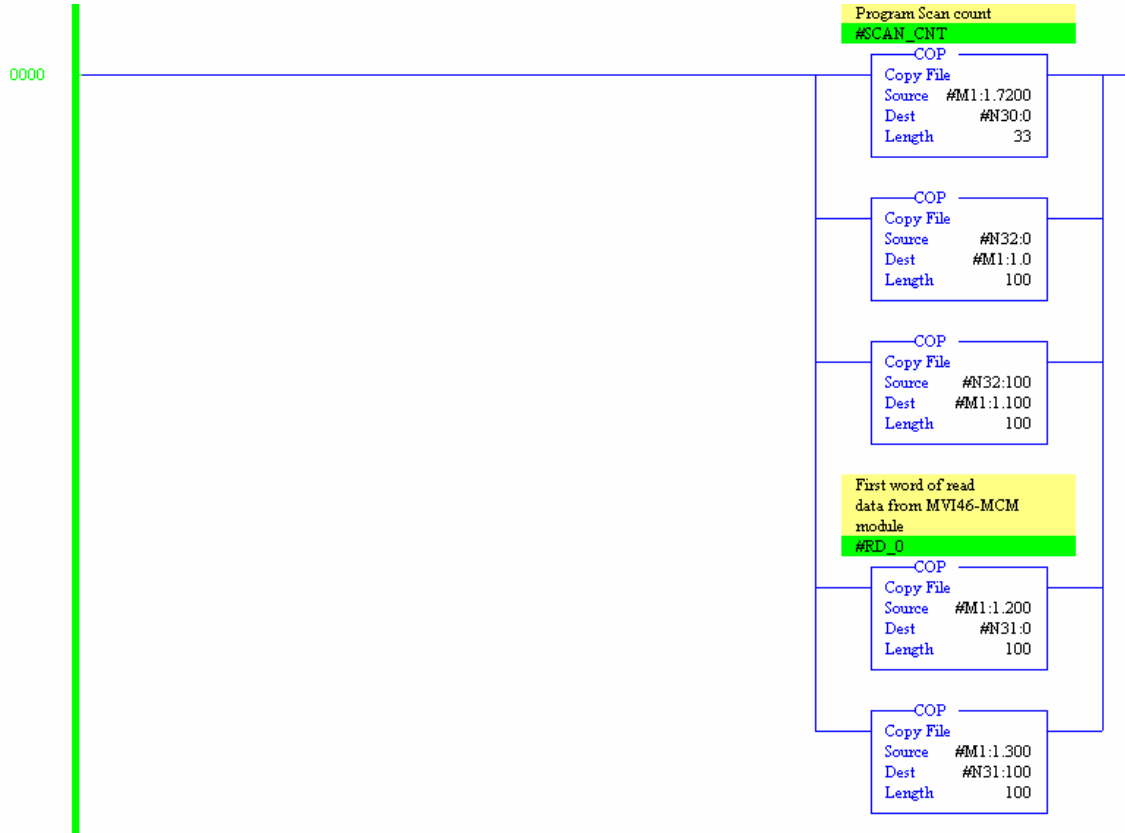 Program Scan count
#SCAN_CNT
COP
0000
Copy File
Source #M1:1.7200
Dest #N30:0
Length 33
COP
Copy File
Source #N32:0
Dest #M1:1.0
Length 100
COP
Copy File
Source #N32:100
Dest #M1:1.100
Length 100
First word of read
data from MVI46-MCM
module
#RD_0
COP
Copy File
Source #M1:1.200
Dest #N31:0
Length 100
COP
Copy File
Source #M1:1.300
Dest #N31:100
Length 100